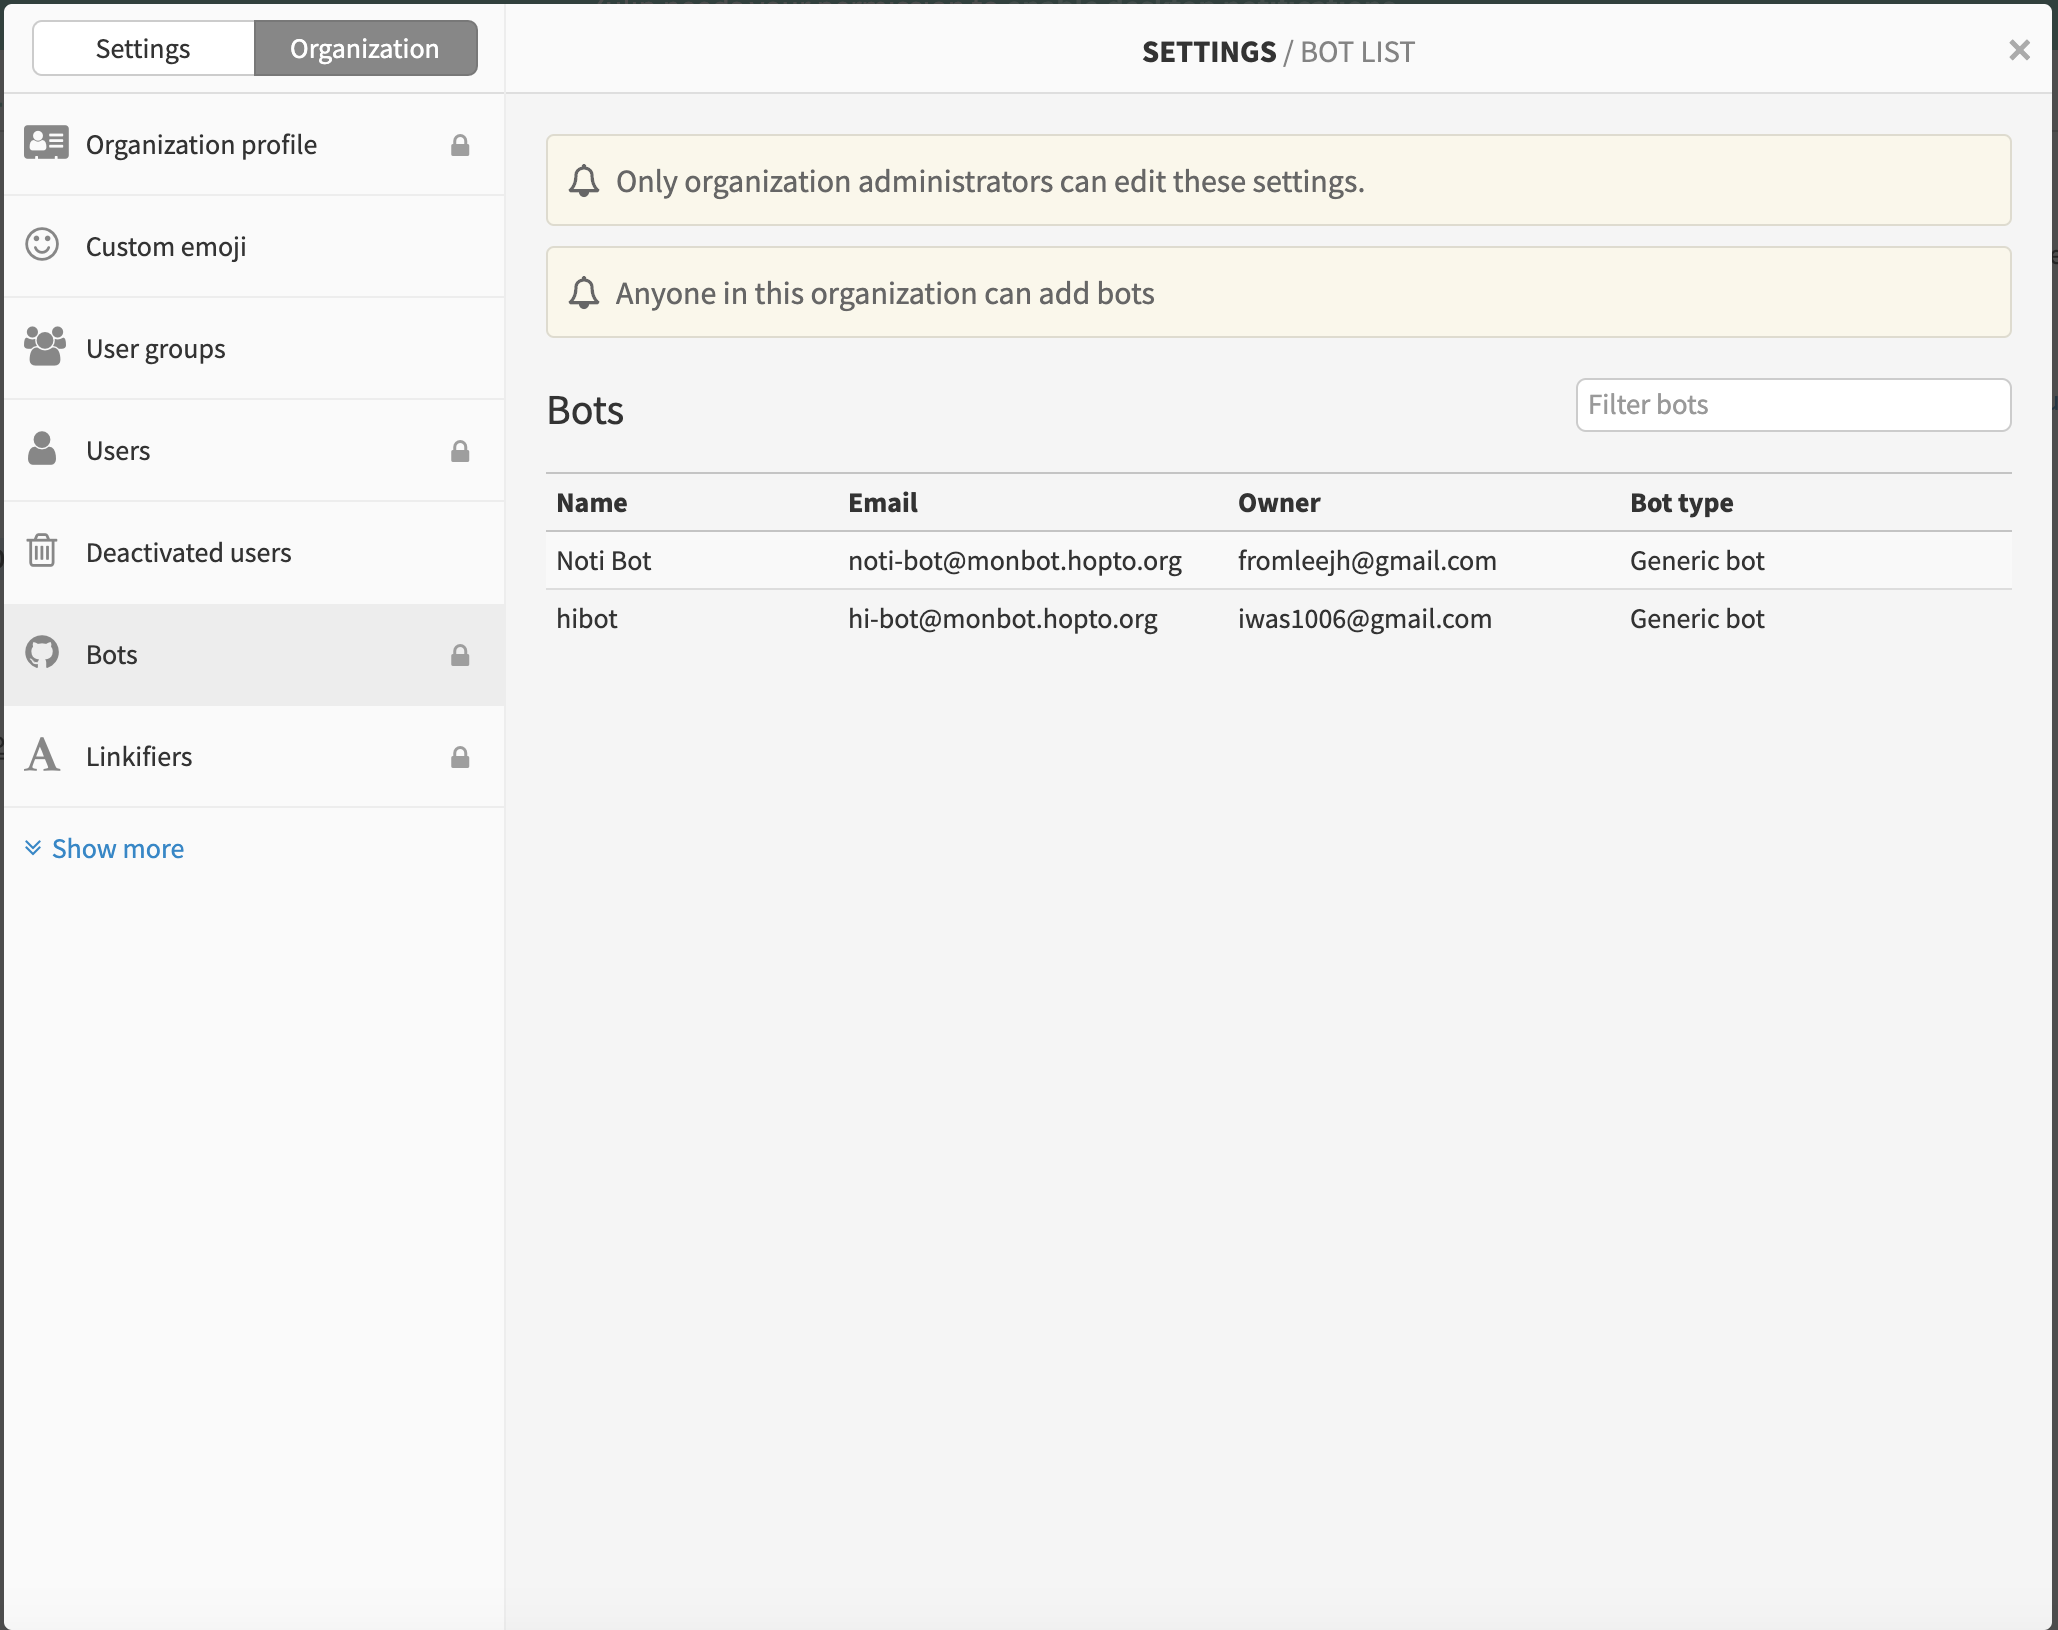 Settings
Organization
SETTINGS / BOT LIST
Organization profile
Custom emoji
User groups
Users
Deactivated users
Bots
Linkifiers
Show more
Only organization administrators can edit these settings.
Anyone in this organization can add bots
Bots
Filter bots
Name Email Owner Bot type
Noti Bot noti-bot@monbot.hopto.org fromleejh@gmail.com Generic bot
hibot hi-bot@monbot.hopto.org iwas1006@gmail.com Generic bot